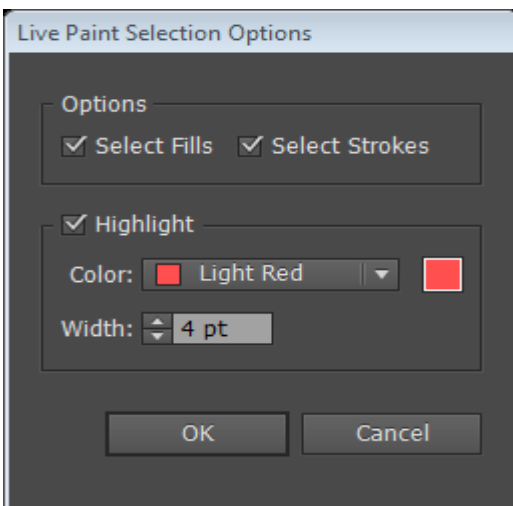 Live Paint Selection Options
Options
Select Fills Select Strokes
Highlight
Color: Light Red
Width: 4 pt
OK Cancel